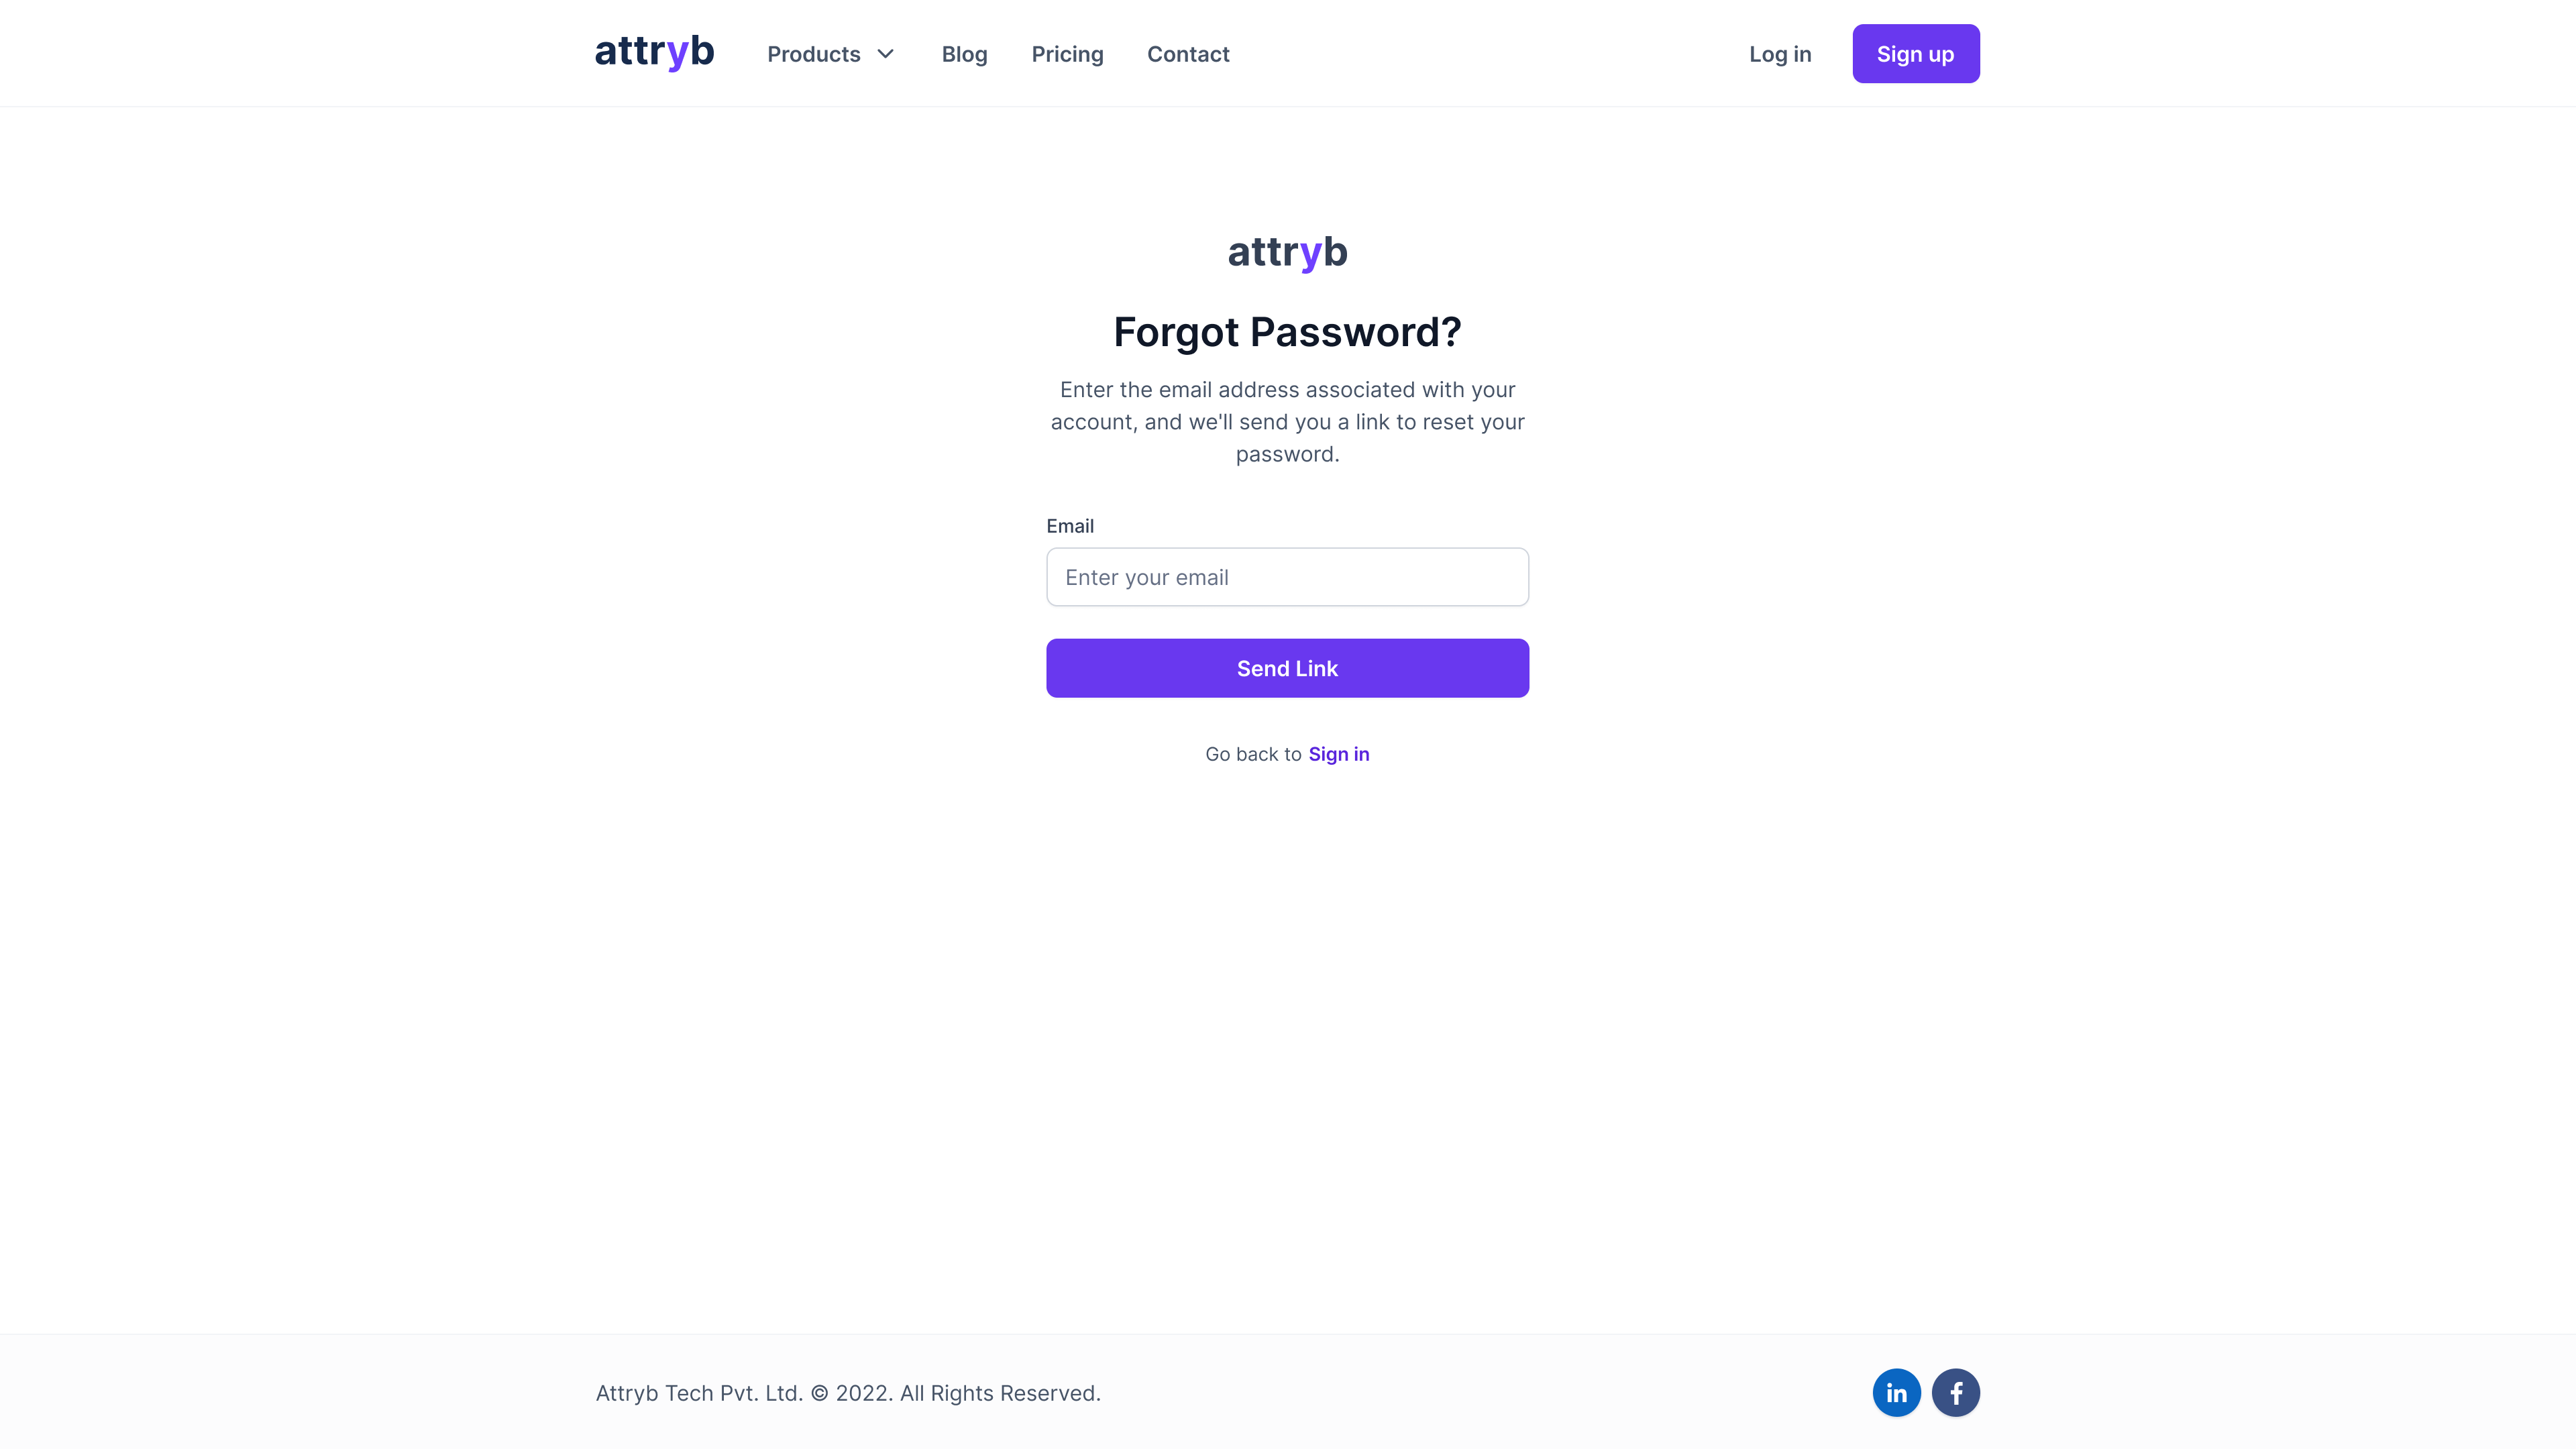 attryb
Products
Blog
Pricing
Contact
Log in
Sign up
attryb
Forgot Password?
Enter the email address associated with your
account, and we'll send you a link to reset your
password.
Email
Enter your email
Send Link
Go back to Sign in
Attryb Tech Pvt. Ltd. © 2022. All Rights Reserved.
in
f